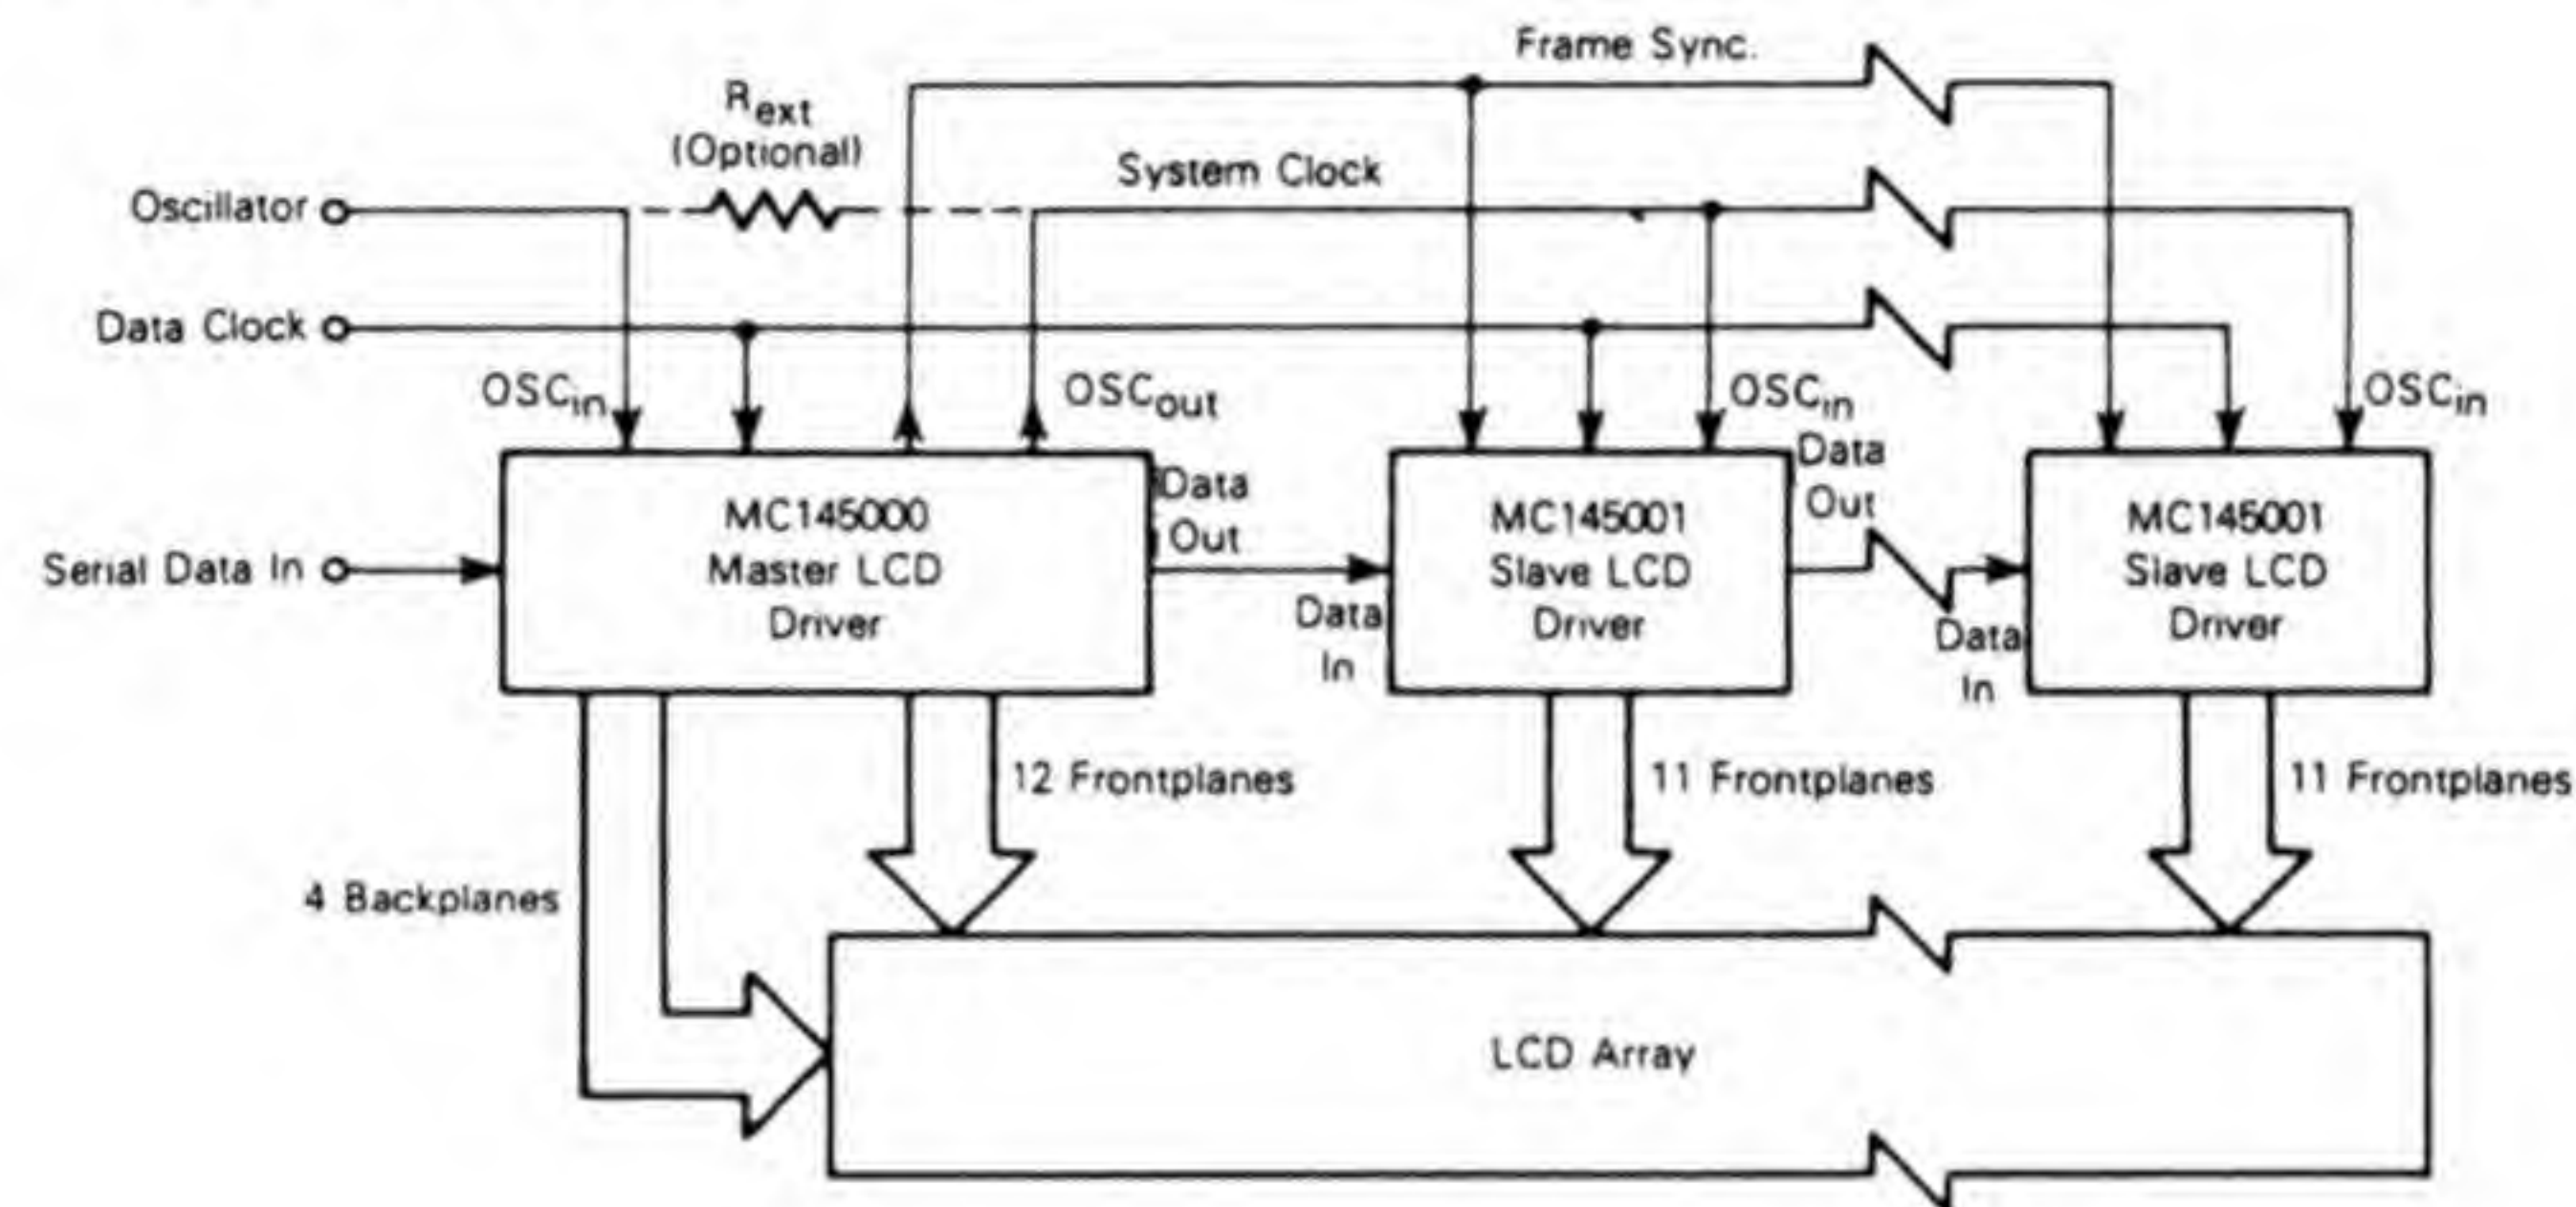 Frame Sync.
Rext
(Optional)
System Clock
Oscillator
Data Clock
OSCin
OSCout
OSCin
OSCin
Data
Out
Data
Out
MC145000
Master LCD
Driver
MC145001
Slave LCD
Driver
MC145001
Slave LCD
Driver
Serial Data In
Data
In
Data
In
12 Frontplanes
11 Frontplanes
11 Frontplanes
4 Backplanes
LCD Array